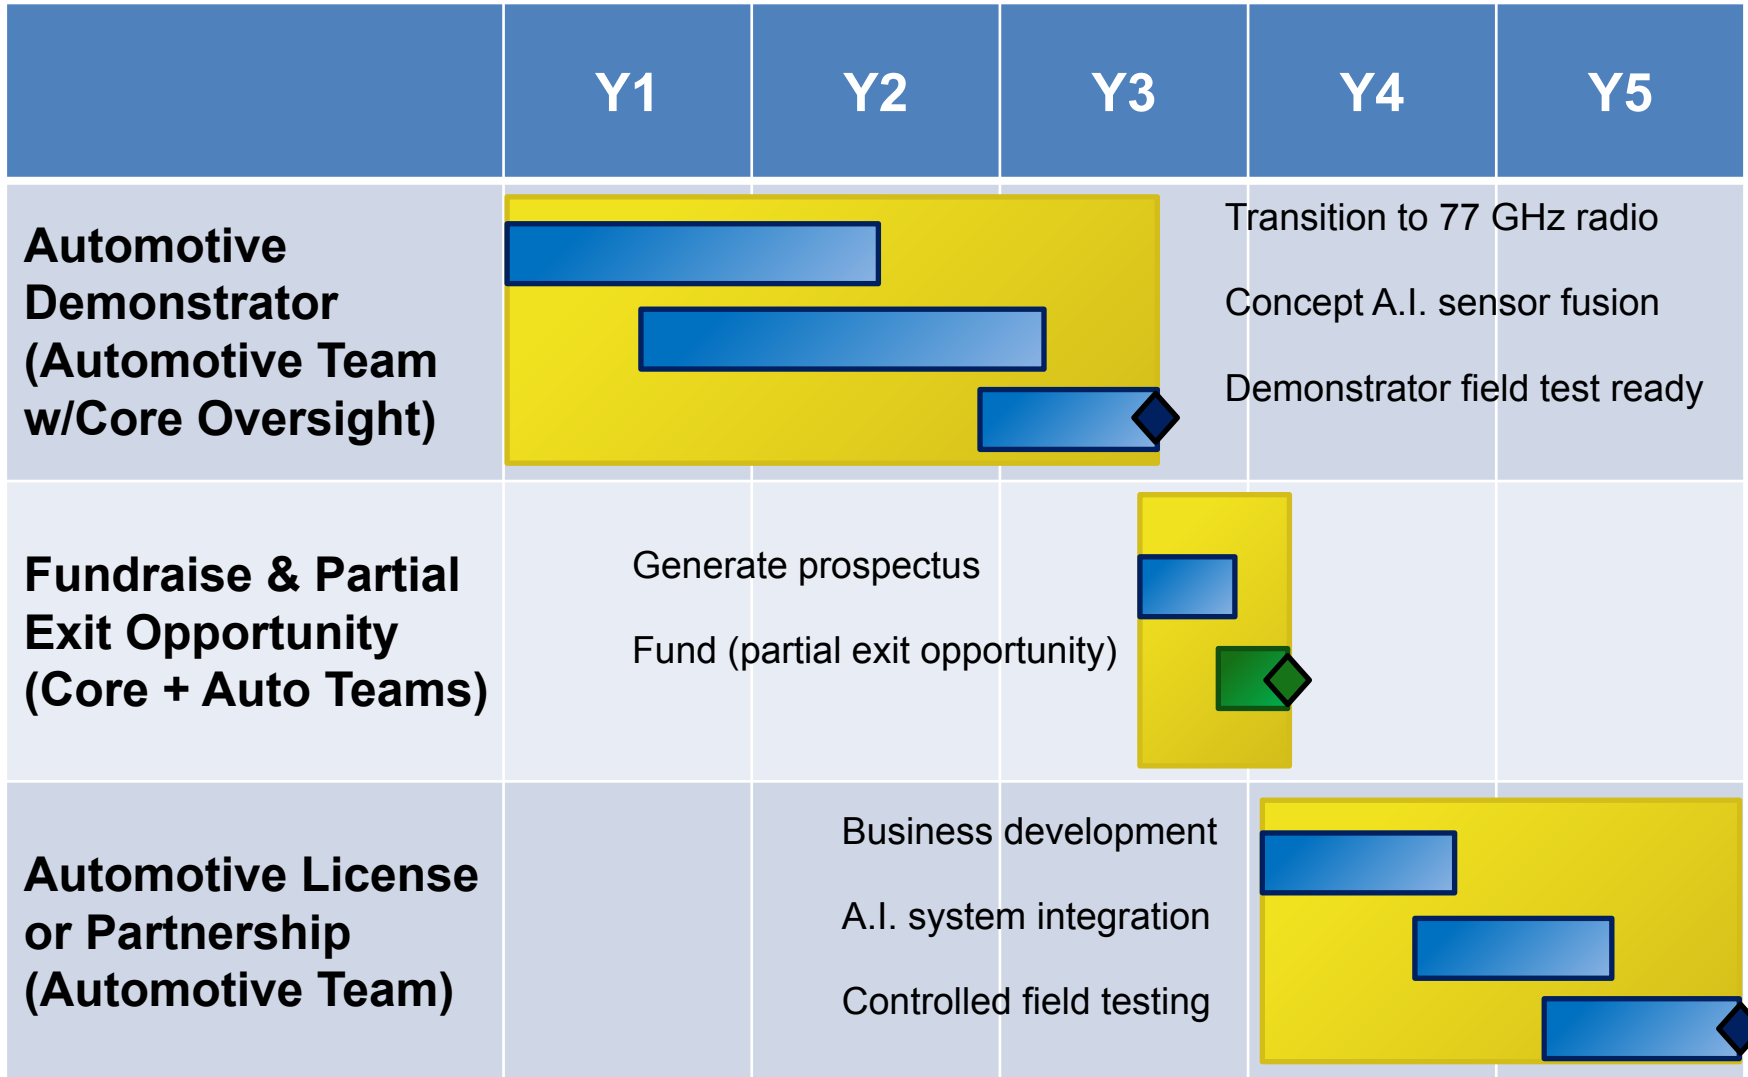 Y1 Y2 Y3 Y4 Y5
Automotive
Demonstrator
(Automotive Team
w/Core Oversight)
Transition to 77 GHz radio
Concept A.I. sensor fusion
Demonstrator field test ready
Fundraise & Partial
Exit Opportunity
(Core + Auto Teams)
Generate prospectus
Fund (partial exit opportunity)
Automotive License
or Partnership
(Automotive Team)
Business development
A.I. system integration
Controlled field testing